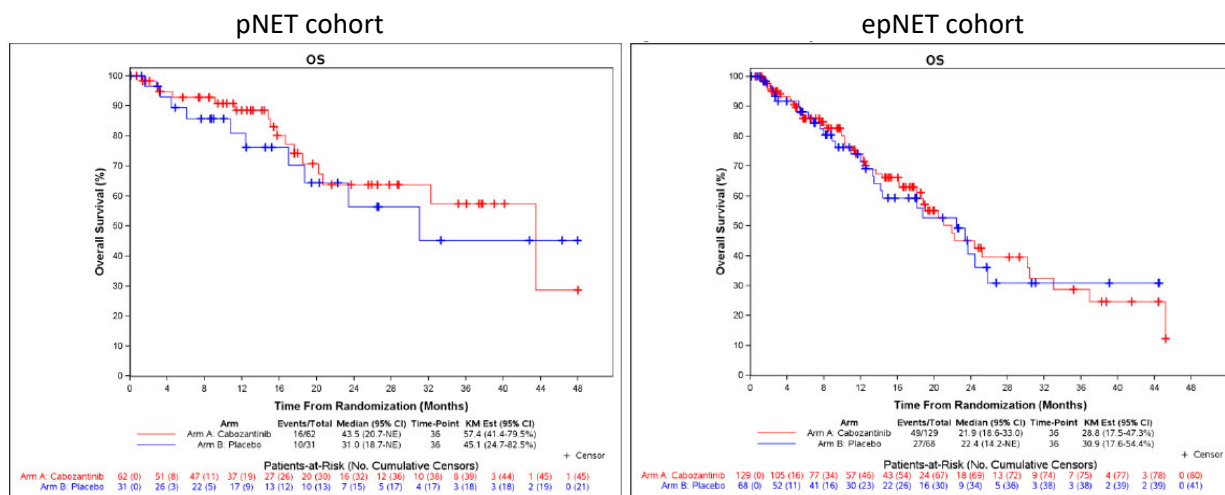 pNET cohort
epNET cohort
OS
Overall Survival (%)
100
90
80
70
60
50
40
30
20
10
0
0 4 8 12 16 20 24 28 32 36 40 44 48
Time From Randomization (Months)
Arm Events/Total Median (95% CI) Time-Point KM Est (95% CI)
Arm A: Cabozantinib 16/62 43.5 (20.7-NE) 36 57.4 (41.4-79.5%)
Arm B: Placebo 10/31 31.0 (18.7-NE) 36 45.1 (24.7-82.5%)
+ Censor
Patients-at-Risk (No. Cumulative Censors)
Arm A: Cabozantinib 62 (0) 51 (8) 47 (11) 37 (19) 27 (26) 20 (30) 16 (32) 12 (36) 10 (38) 8 (39) 3 (44) 1 (45) 1 (45)
Arm B: Placebo 31 (0) 26 (3) 22 (5) 17 (9) 13 (12) 10 (13) 7 (15) 5 (17) 4 (17) 3 (18) 3 (18) 2 (19) 0 (21)
OS
Overall Survival (%)
100
90
80
70
60
50
40
30
20
10
0
0 4 8 12 16 20 24 28 32 36 40 44 48
Time From Randomization (Months)
Arm Events/Total Median (95% CI) Time-Point KM Est (95% CI)
Arm A: Cabozantinib 49/129 21.9 (18.6-33.0) 36 28.8 (17.5-47.3%)
Arm B: Placebo 27/68 22.4 (14.2-NE) 36 30.9 (17.6-54.4%)
+ Censor
Patients-at-Risk (No. Cumulative Censors)
Arm A: Cabozantinib 129 (0) 105 (16) 77 (34) 57 (46) 43 (54) 24 (67) 18 (69) 13 (72) 9 (74) 7 (75) 4 (77) 3 (78) 0 (80)
Arm B: Placebo 68 (0) 52 (11) 41 (16) 30 (23) 22 (26) 16 (30) 9 (34) 5 (36) 3 (38) 3 (38) 2 (39) 2 (39) 0 (41)